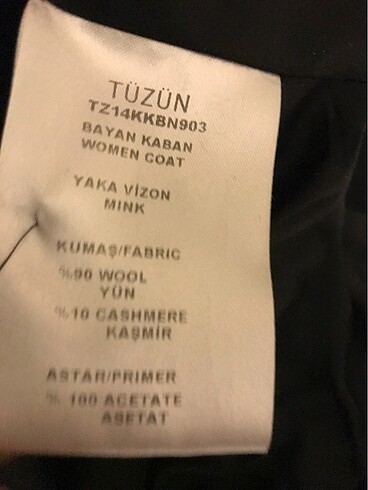 TÜZÜN
TZ14KKBN903
BAYAN KABAN
WOMEN COAT
YAKA VİZON
MINK
KUMAŞ/FABRIC
%90 WOOL
YÜN
%10 CASHMERE
KAŞMİR
ASTAR/PRIMER
% 100 ACETATE
ASETAT